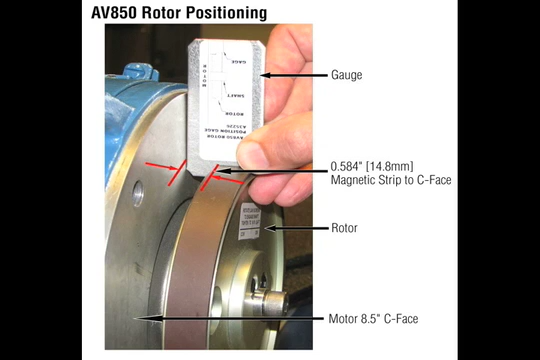 AV850 Rotor Positioning
GAGE
ROTOR
SHAFT
ROTOR
POSITION GAGE
AV850 ROTOR
Gauge
0.584" [14.8mm]
Magnetic Strip to C-Face
Rotor
Motor 8.5" C-Face